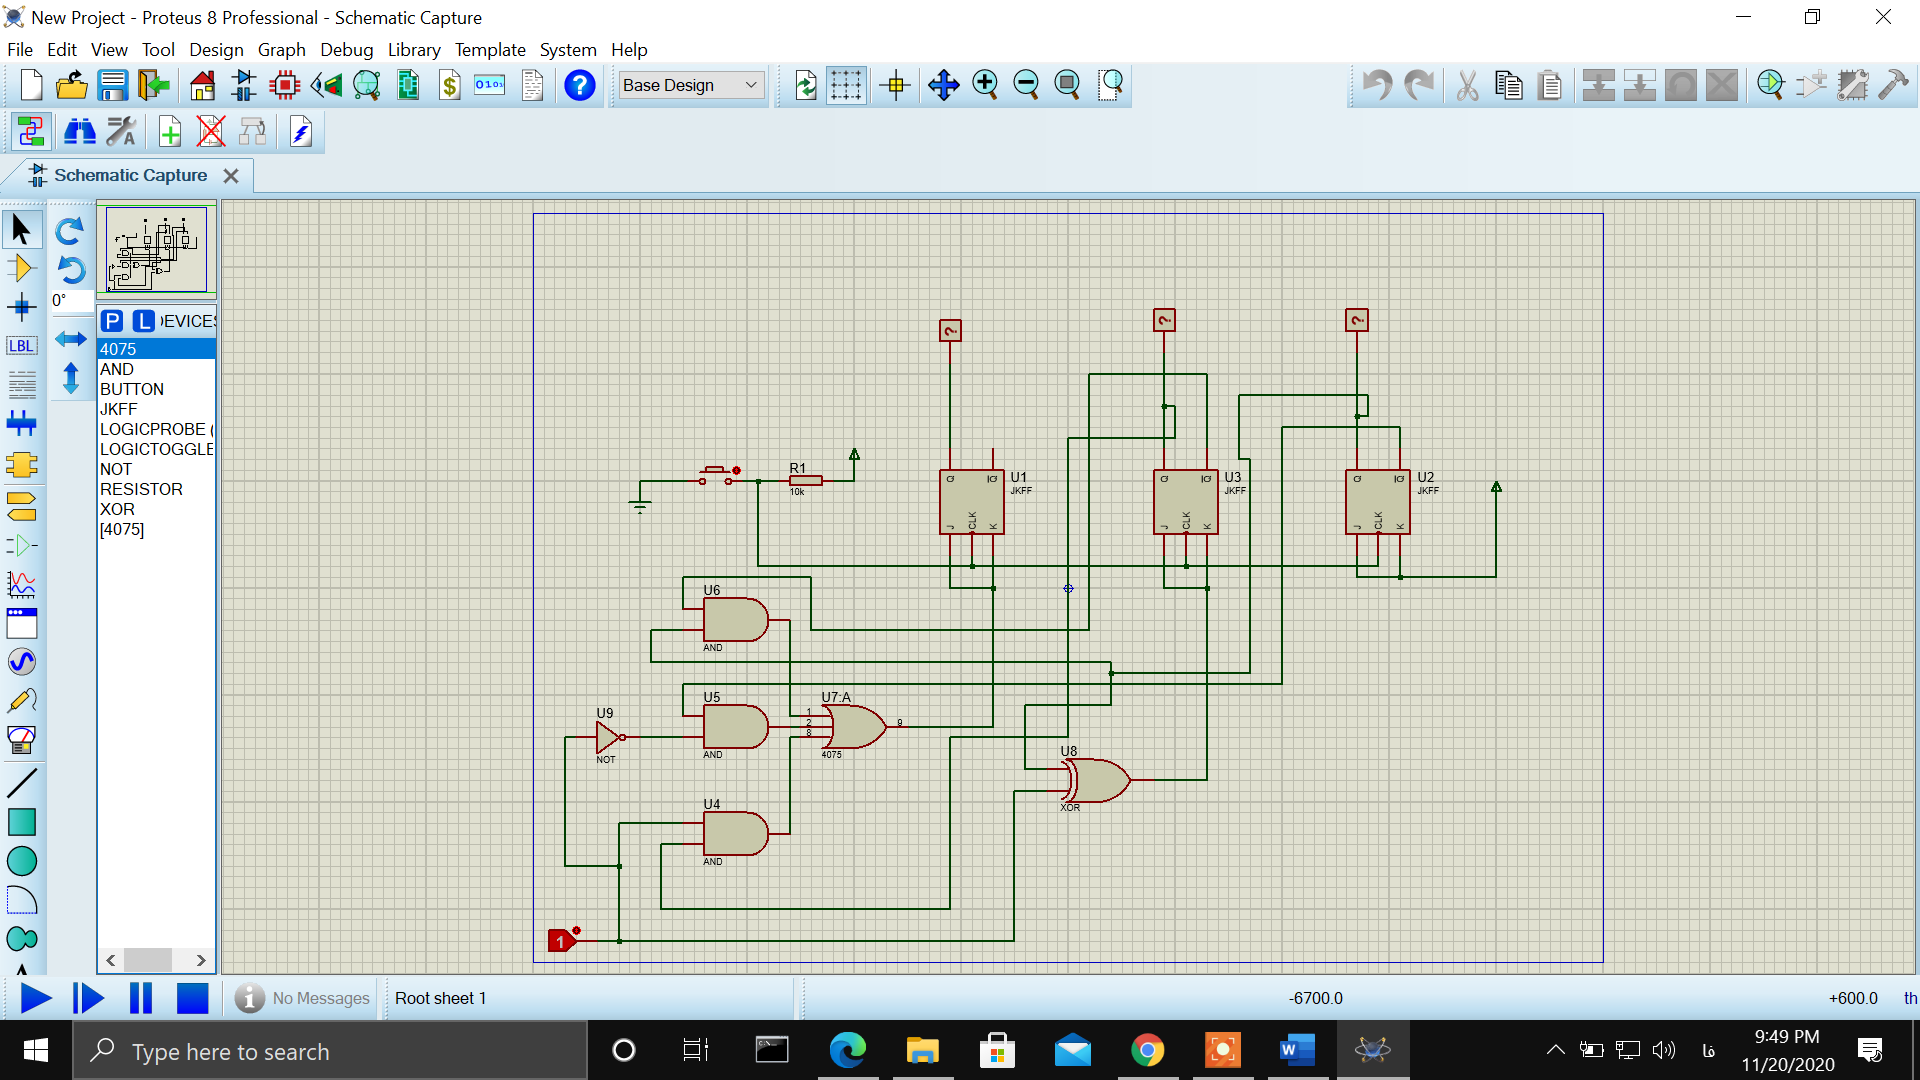 New Project - Proteus 8 Professional - Schematic Capture
File Edit View Tool Design Graph Debug Library Template System Help
Base Design
Schematic Capture
0°
P L DEVICES
4075
AND
BUTTON
JKFF
LOGICPROBE (
LOGICTOGGLE
NOT
RESISTOR
XOR
[4075]
LBL
? ? ?
R1
10k
Q Q U1
JKFF
J CLK K
Q Q U3
JKFF
J CLK K
Q Q U2
JKFF
J CLK K
U6
AND
U5
AND
U7:A
1
2
8
9
4075
U9
NOT
U8
XOR
U4
AND
1
No Messages
Root sheet 1
-6700.0
+600.0
th
Type here to search
فا
9:49 PM
11/20/2020